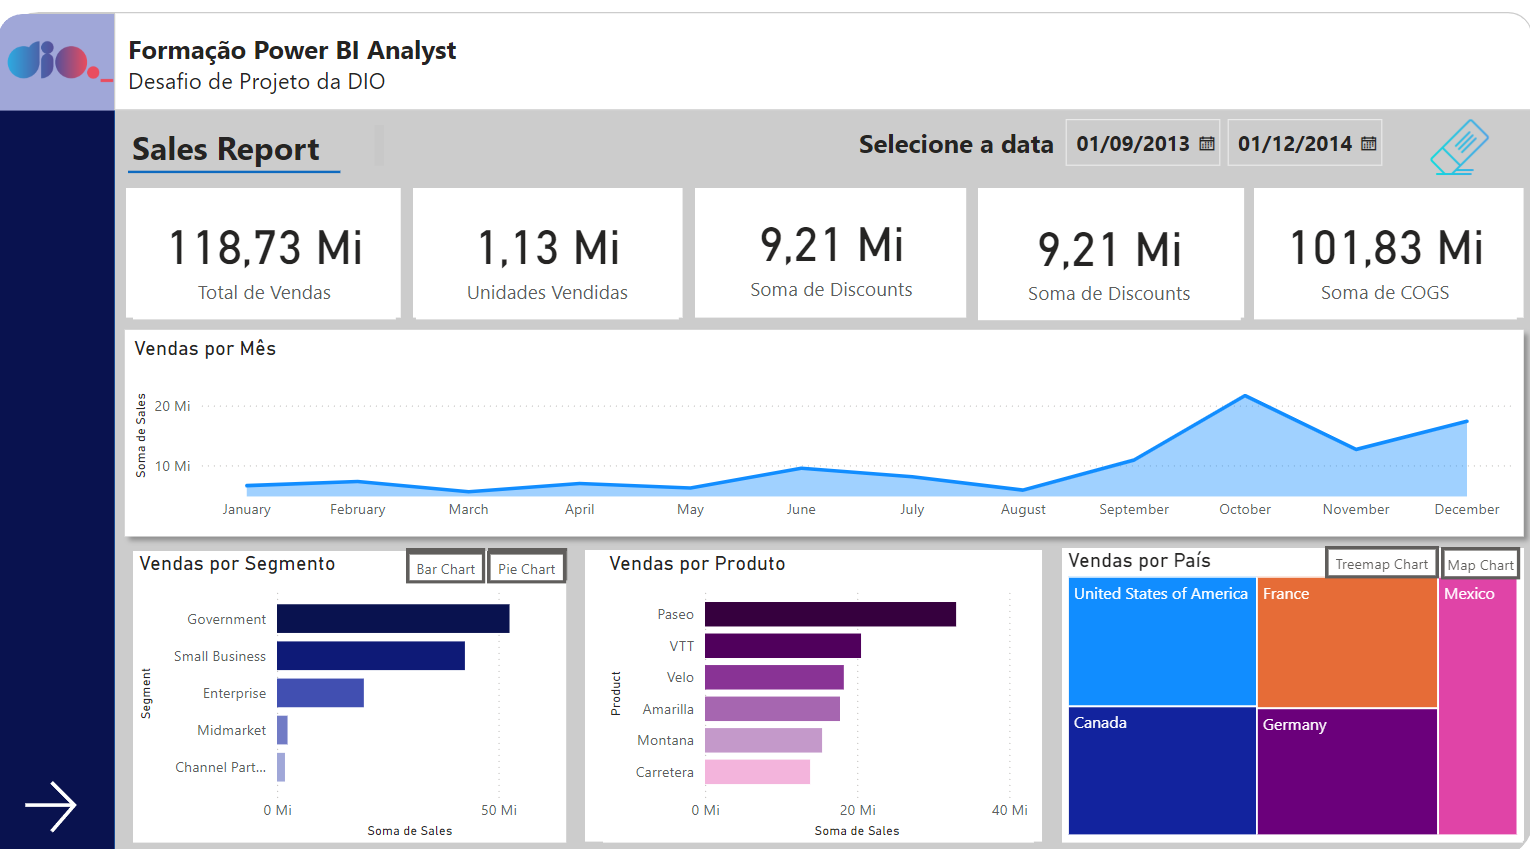 dio.
Formação Power BI Analyst
Desafio de Projeto da DIO
Sales Report
Selecione a data
01/09/2013
01/12/2014
118,73 Mi
Total de Vendas
1,13 Mi
Unidades Vendidas
9,21 Mi
Soma de Discounts
9,21 Mi
Soma de Discounts
101,83 Mi
Soma de COGS
Vendas por Mês
Soma de Sales
20 Mi
10 Mi
January
February
March
April
May
June
July
August
September
October
November
December
Vendas por Segmento
Bar Chart
Pie Chart
Segment
Government
Small Business
Enterprise
Midmarket
Channel Part...
0 Mi
50 Mi
Soma de Sales
Vendas por Produto
Product
Paseo
VTT
Velo
Amarilla
Montana
Carretera
0 Mi
20 Mi
40 Mi
Soma de Sales
Vendas por País
Treemap Chart
Map Chart
United States of America
France
Mexico
Canada
Germany